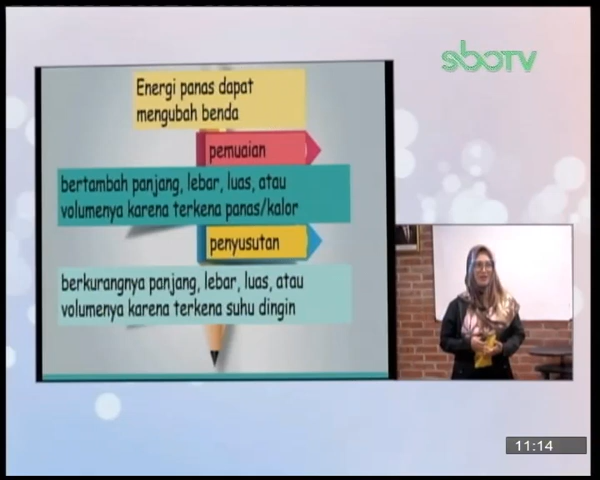 sboTV
Energi panas dapat
mengubah benda
pemuaian
bertambah panjang, lebar, luas, atau
volumenya karena terkena panas/kalor
penyusutan
berkurangnya panjang, lebar, luas, atau
volumenya karena terkena suhu dingin
11:14